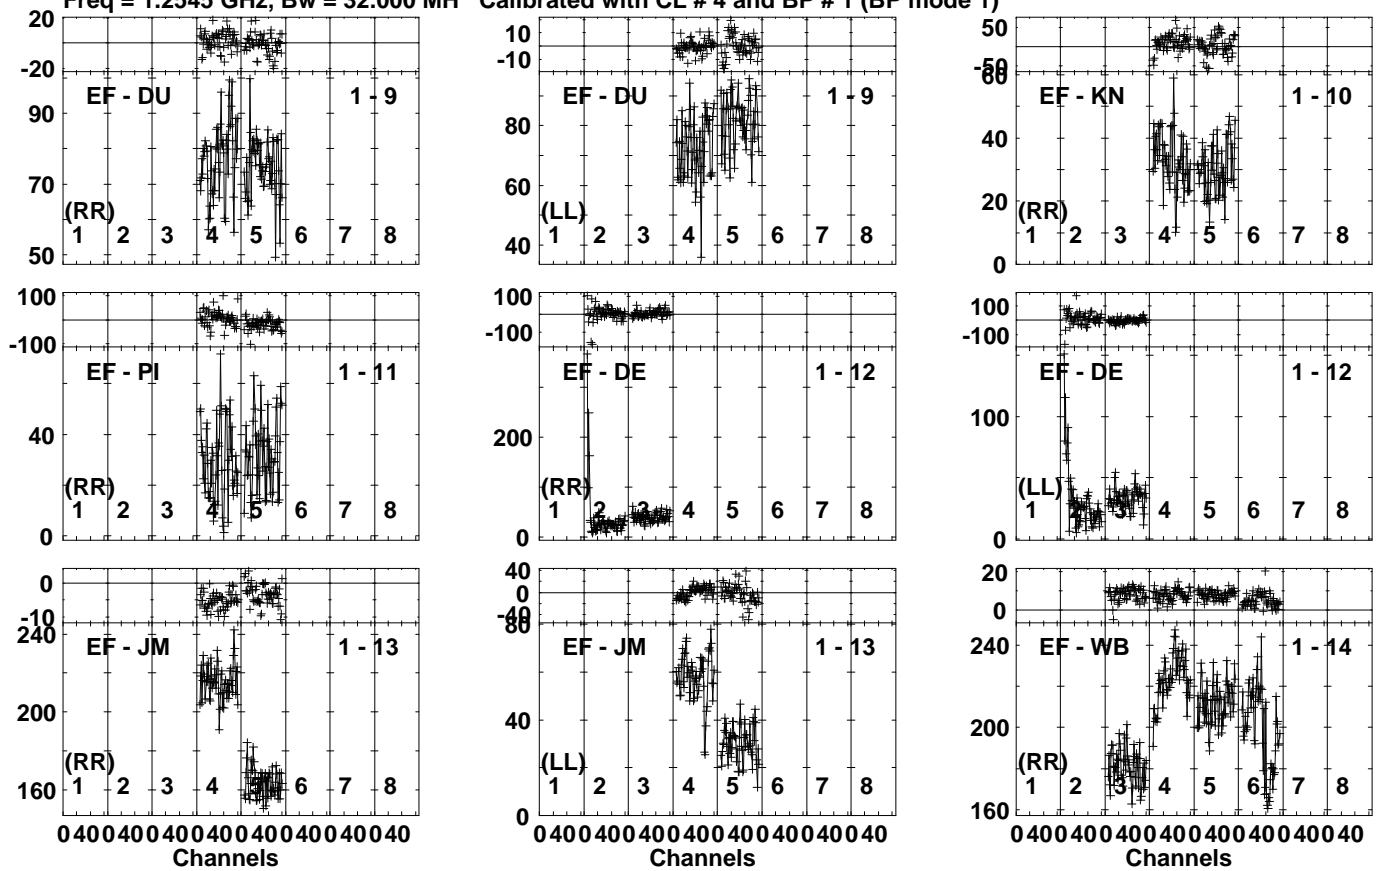 Freq = 1.2545 GHz, Bw = 32.000 MH Calibrated with CL # 4 and BP # 1 (BP mode 1)
20
-20
EF - DU 1 - 9
90
70
50
(RR)
1 2 3 4 5 6 7 8
10
-10
EF - DU 1 - 9
80
60
40
(LL)
1 2 3 4 5 6 7 8
50
-50
60
EF - KN 1 - 10
40
20
0
(RR)
1 2 3 4 5 6 7 8
100
-100
EF - PI 1 - 11
40
0
(RR)
1 2 3 4 5 6 7 8
100
-100
EF - DE 1 - 12
200
0
(RR)
1 2 3 4 5 6 7 8
100
-100
EF - DE 1 - 12
100
0
(LL)
1 2 3 4 5 6 7 8
0
-10
240
EF - JM 1 - 13
200
160
(RR)
1 2 3 4 5 6 7 8
0 40 0 40 0 40 0 40 0 40 0 40 0 40 0 40
Channels
40
0
-40
80
EF - JM 1 - 13
40
0
(LL)
1 2 3 4 5 6 7 8
0 40 0 40 0 40 0 40 0 40 0 40 0 40 0 40
Channels
20
0
EF - WB 1 - 14
240
200
160
(RR)
1 2 3 4 5 6 7 8
0 40 0 40 0 40 0 40 0 40 0 40 0 40 0 40
Channels